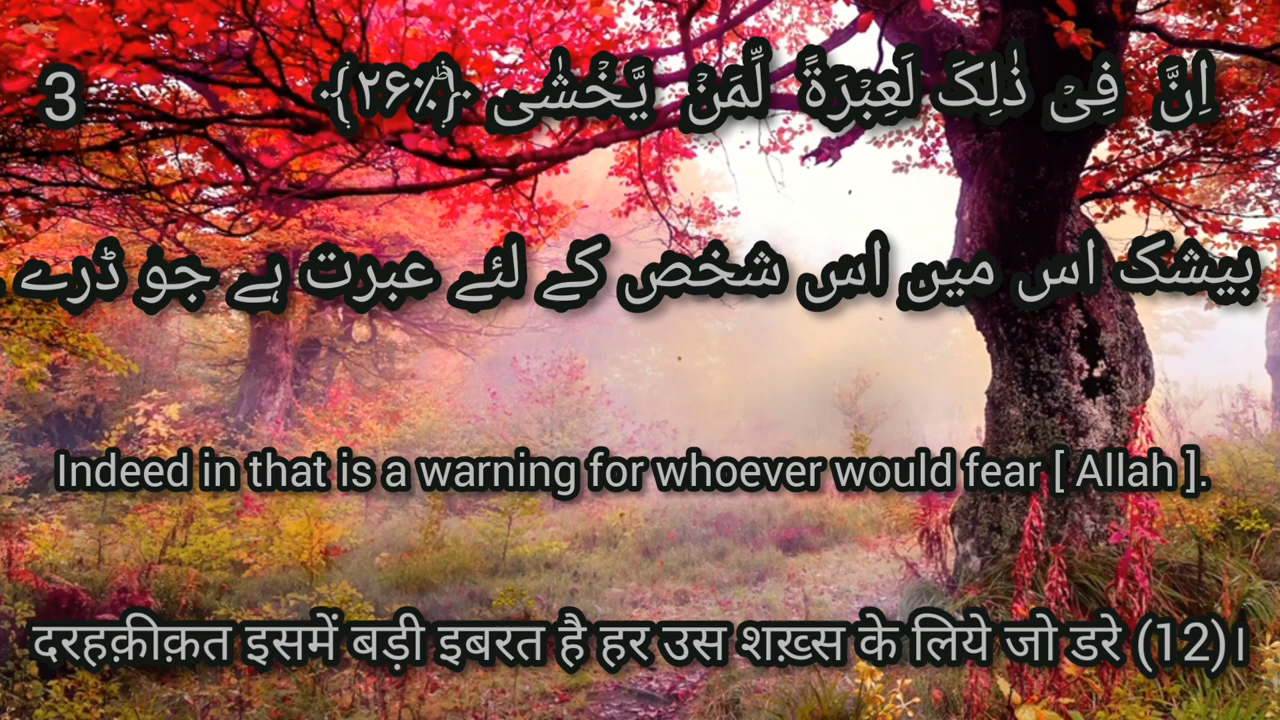 اِنَّ فِیۡ ذٰلِکَ لَعِبۡرَۃً لِّمَنۡ یَّخۡشٰی ﴿ؕ٪۲۶﴾ 3
بیشک اس میں اس شخص کے لئے عبرت ہے جو ڈرے
Indeed in that is a warning for whoever would fear [ Allah ].
दरहक़ीक़त इसमें बड़ी इबरत है हर उस शख़्स के लिये जो डरे (12)।